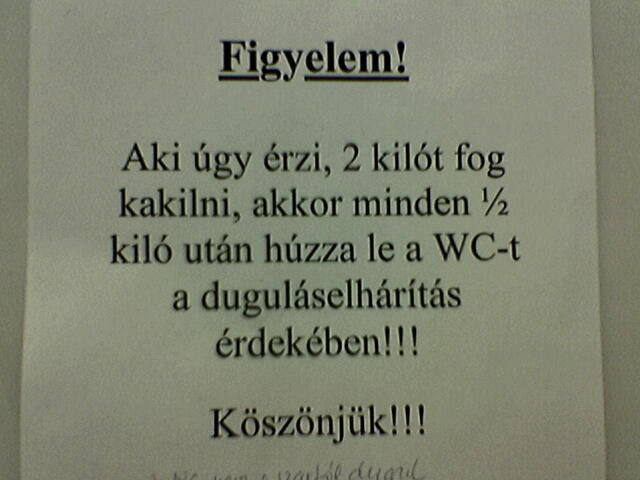 Figyelem!
Aki úgy érzi, 2 kilót fog
kakilni, akkor minden ½
kiló után húzza le a WC-t
a duguláselhárítás
érdekében!!!
Köszönjük!!!